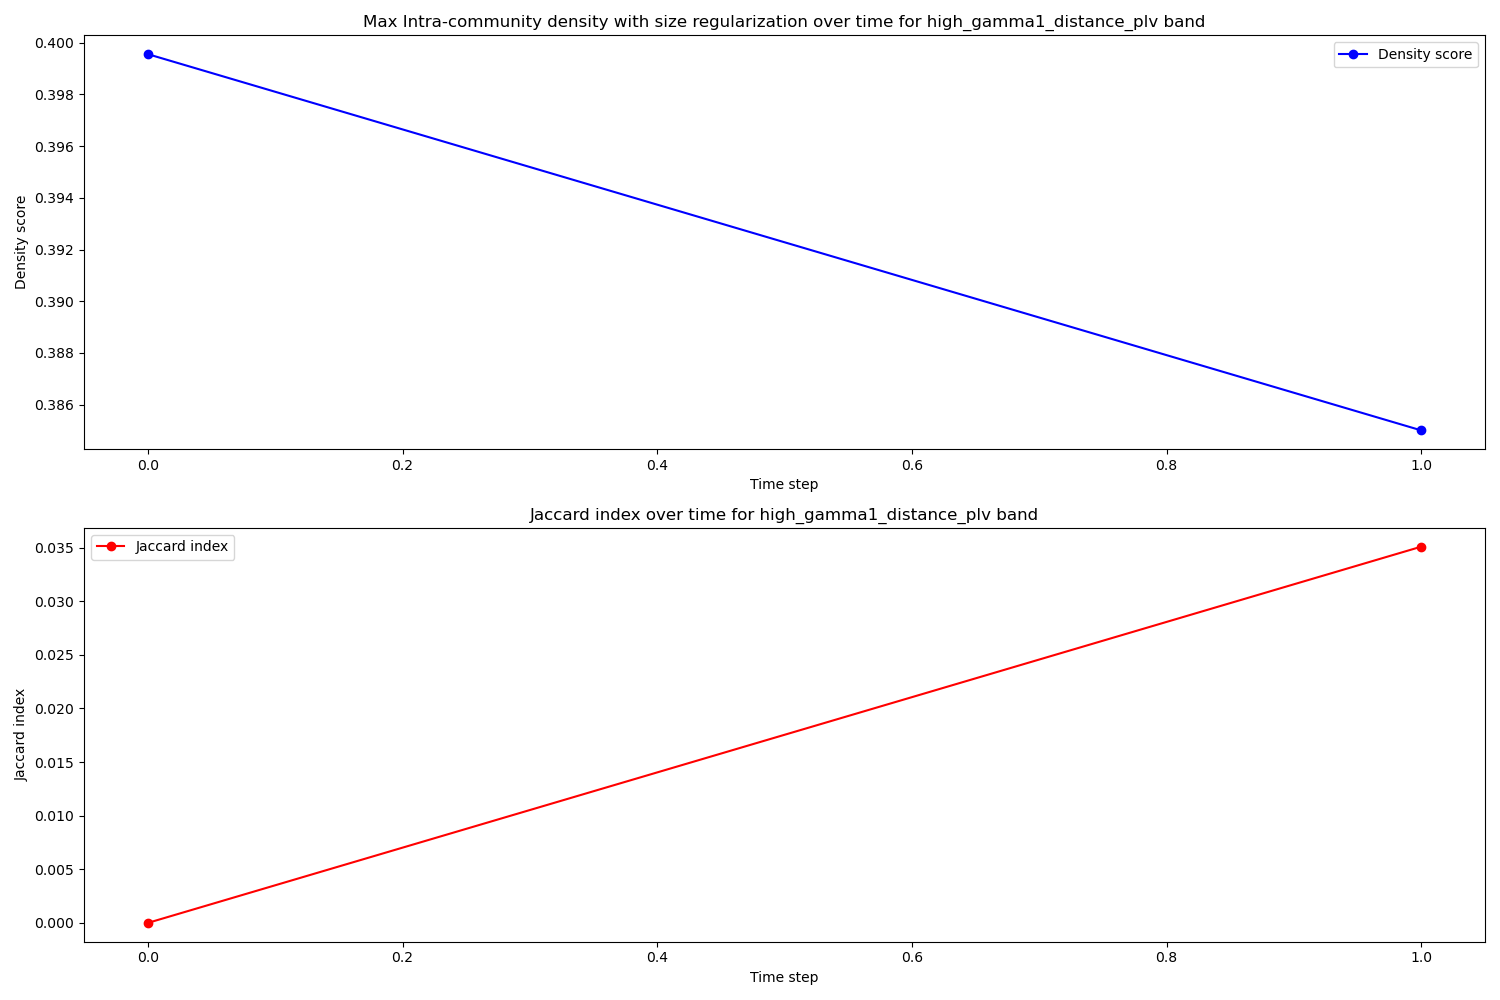 Max Intra-community density with size regularization over time for high_gamma1_distance_plv band
Density score
0.400
0.398
0.396
0.394
0.392
0.390
0.388
0.386
Density score
0.0 0.2 0.4 0.6 0.8 1.0
Time step
Jaccard index over time for high_gamma1_distance_plv band
Jaccard index
0.035
0.030
0.025
0.020
0.015
0.010
0.005
0.000
Jaccard index
0.0 0.2 0.4 0.6 0.8 1.0
Time step